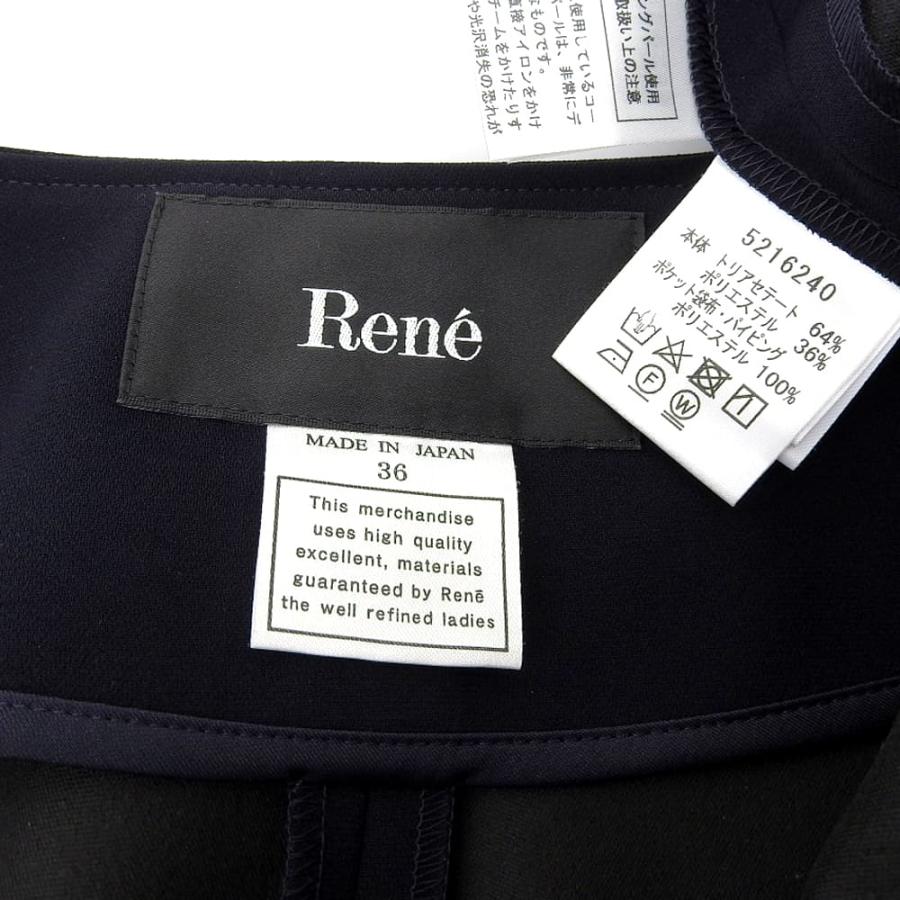 ングパール使用
取扱い上の注意
使用しているコー
パールは、非常にデ
なものです。
直接アイロンをかけ
チームをかけたりす
や光沢消失の恐れが
René
MADE IN JAPAN
36
This merchandise
uses high quality
excellent, materials
guaranteed by Renē
the well refined ladies
5216240
本体 トリアセテート 64%
ポリエステル 36%
ポケット袋布・パイピング
ポリエステル 100%
F
W